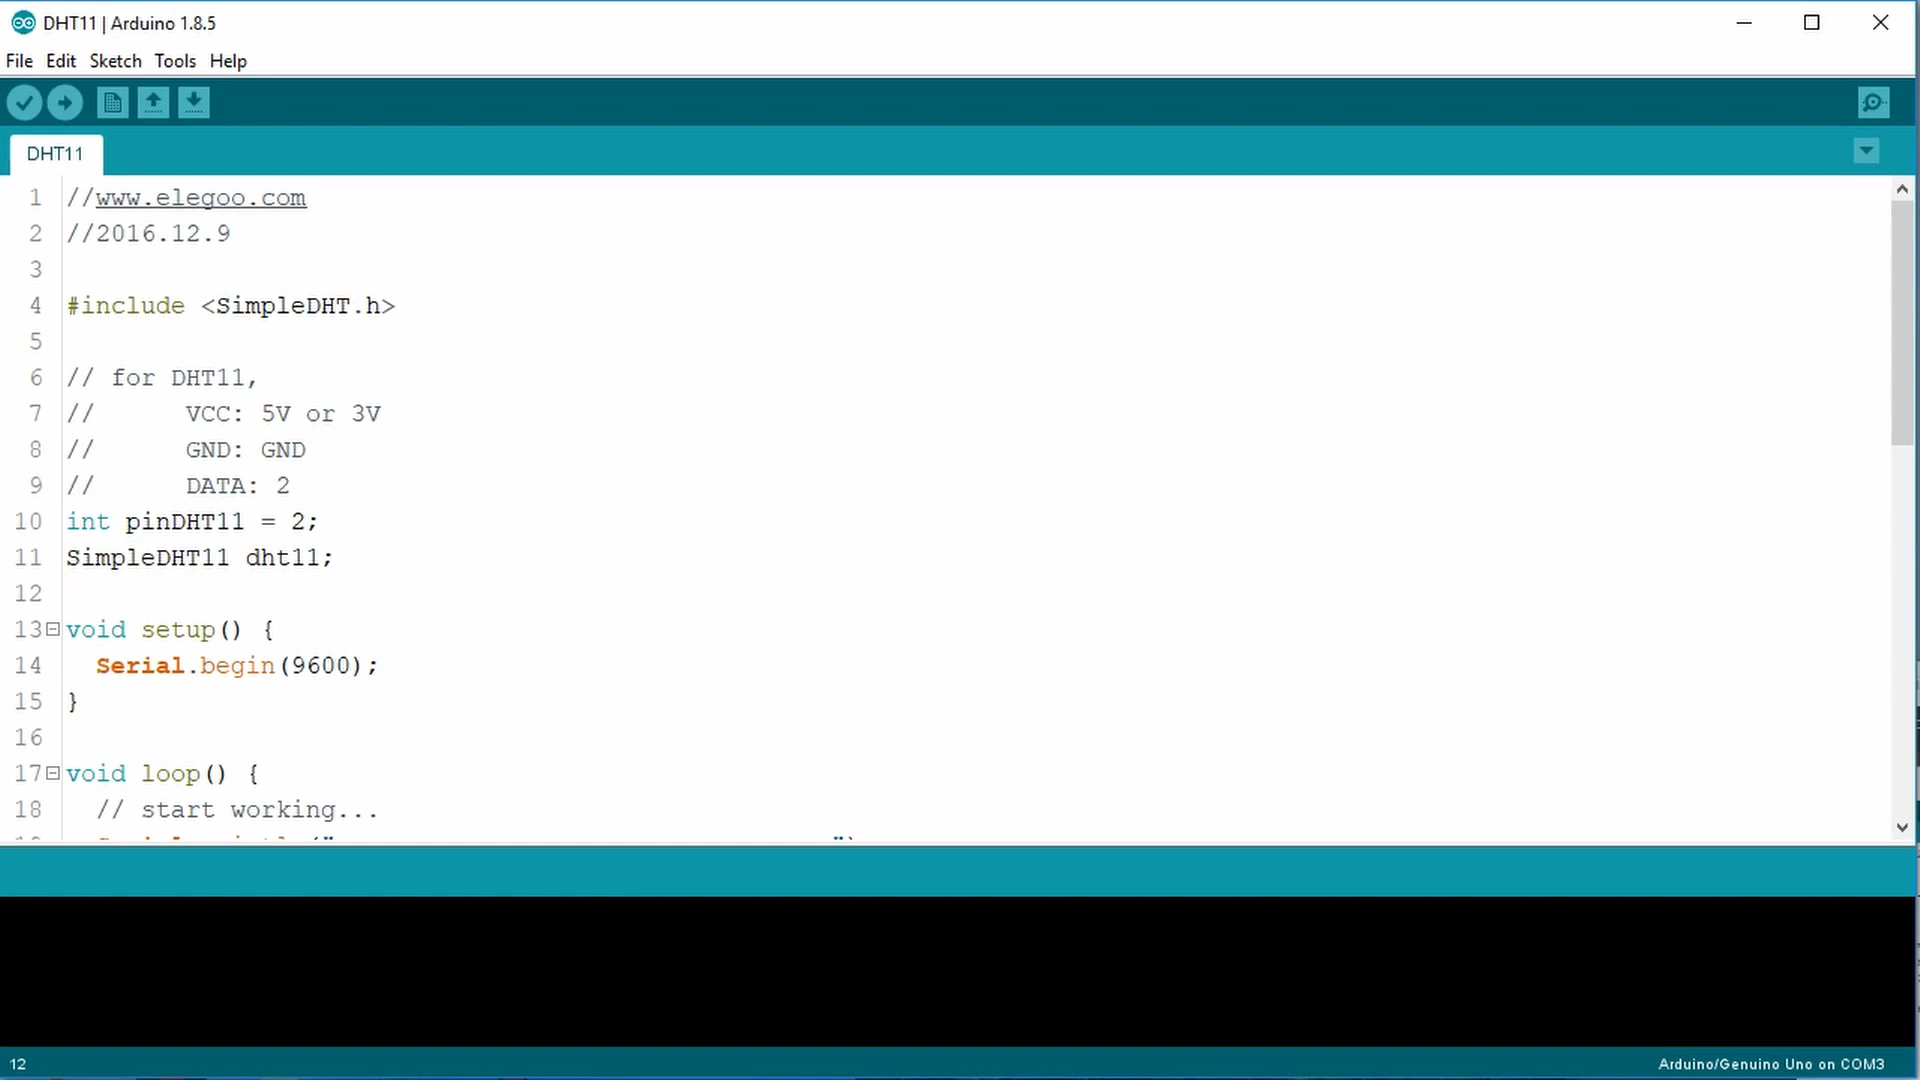 DHT11 | Arduino 1.8.5
File Edit Sketch Tools Help
DHT11
1 //www.elegoo.com
2 //2016.12.9
3
4 #include <SimpleDHT.h>
5
6 // for DHT11,
7 //      VCC: 5V or 3V
8 //      GND: GND
9 //      DATA: 2
10 int pinDHT11 = 2;
11 SimpleDHT11 dht11;
12
13 void setup() {
14   Serial.begin(9600);
15 }
16
17 void loop() {
18   // start working...
12
Arduino/Genuino Uno on COM3